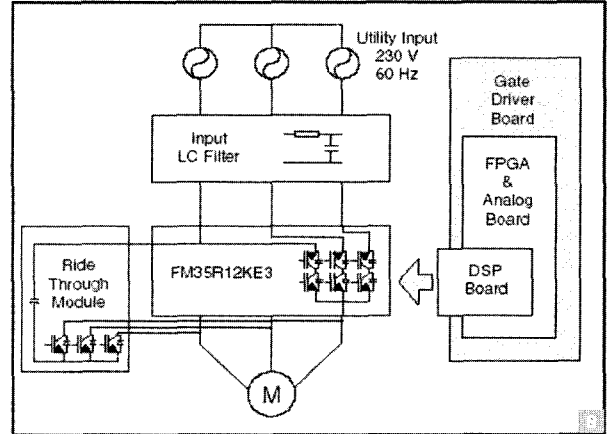 Utility Input
230 V
60 Hz
Gate
Driver
Board
Input
LC Filter
FPGA
&
Analog
Board
Ride
Through
Module
FM35R12KE3
DSP
Board
M